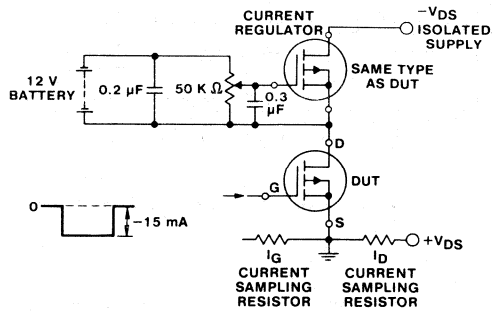 CURRENT
REGULATOR
−VDS
ISOLATED
SUPPLY
12 V
BATTERY
0.2 µF
50 K Ω
0.3
µF
SAME TYPE
AS DUT
D
G
DUT
S
0
−15 mA
+VDS
IG
CURRENT
SAMPLING
RESISTOR
ID
CURRENT
SAMPLING
RESISTOR